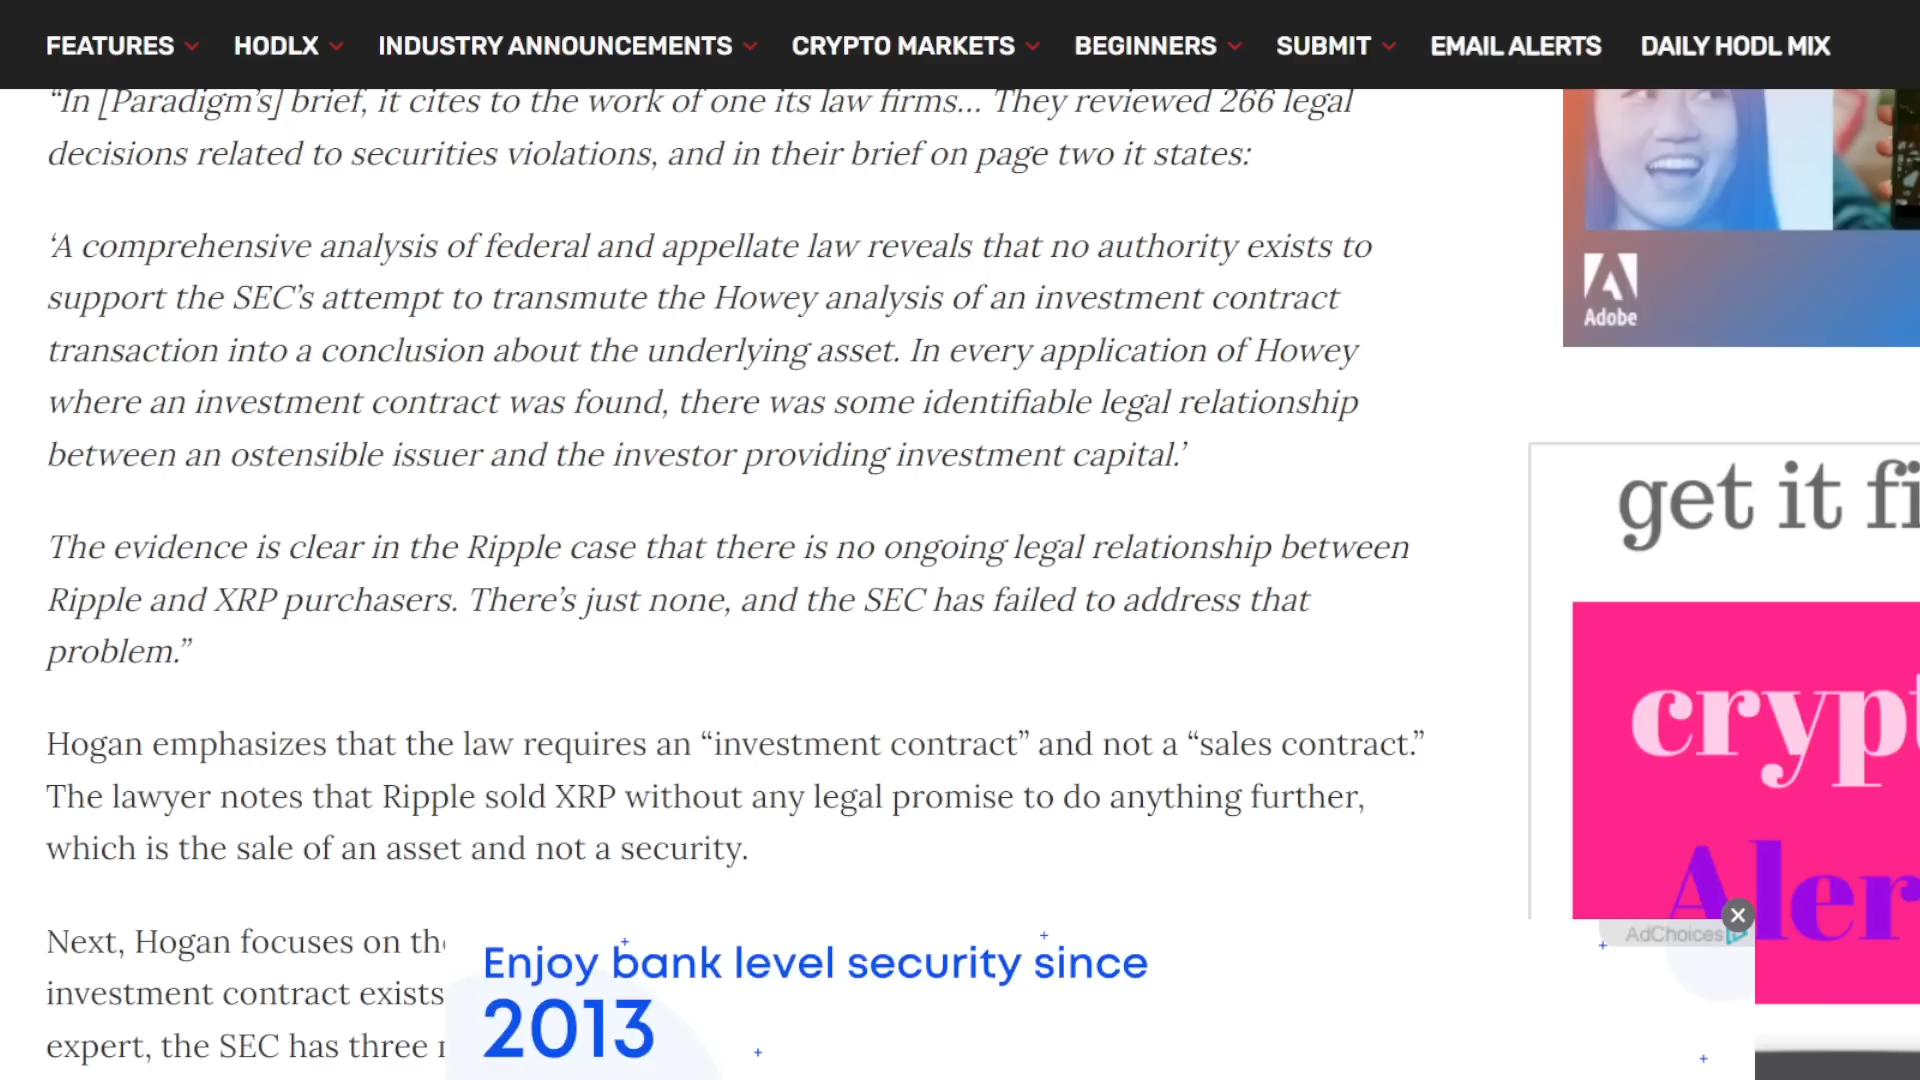 FEATURES HODLX INDUSTRY ANNOUNCEMENTS CRYPTO MARKETS BEGINNERS SUBMIT EMAIL ALERTS DAILY HODL MIX
“In [Paradigm’s] brief, it cites to the work of one its law firms… They reviewed 266 legal
decisions related to securities violations, and in their brief on page two it states:
‘A comprehensive analysis of federal and appellate law reveals that no authority exists to
support the SEC’s attempt to transmute the Howey analysis of an investment contract
transaction into a conclusion about the underlying asset. In every application of Howey
where an investment contract was found, there was some identifiable legal relationship
between an ostensible issuer and the investor providing investment capital.’
The evidence is clear in the Ripple case that there is no ongoing legal relationship between
Ripple and XRP purchasers. There’s just none, and the SEC has failed to address that
problem.”
Hogan emphasizes that the law requires an “investment contract” and not a “sales contract.”
The lawyer notes that Ripple sold XRP without any legal promise to do anything further,
which is the sale of an asset and not a security.
Next, Hogan focuses on
investment contract exists
expert, the SEC has three
Adobe
get it
AdChoices
Enjoy bank level security since
2013